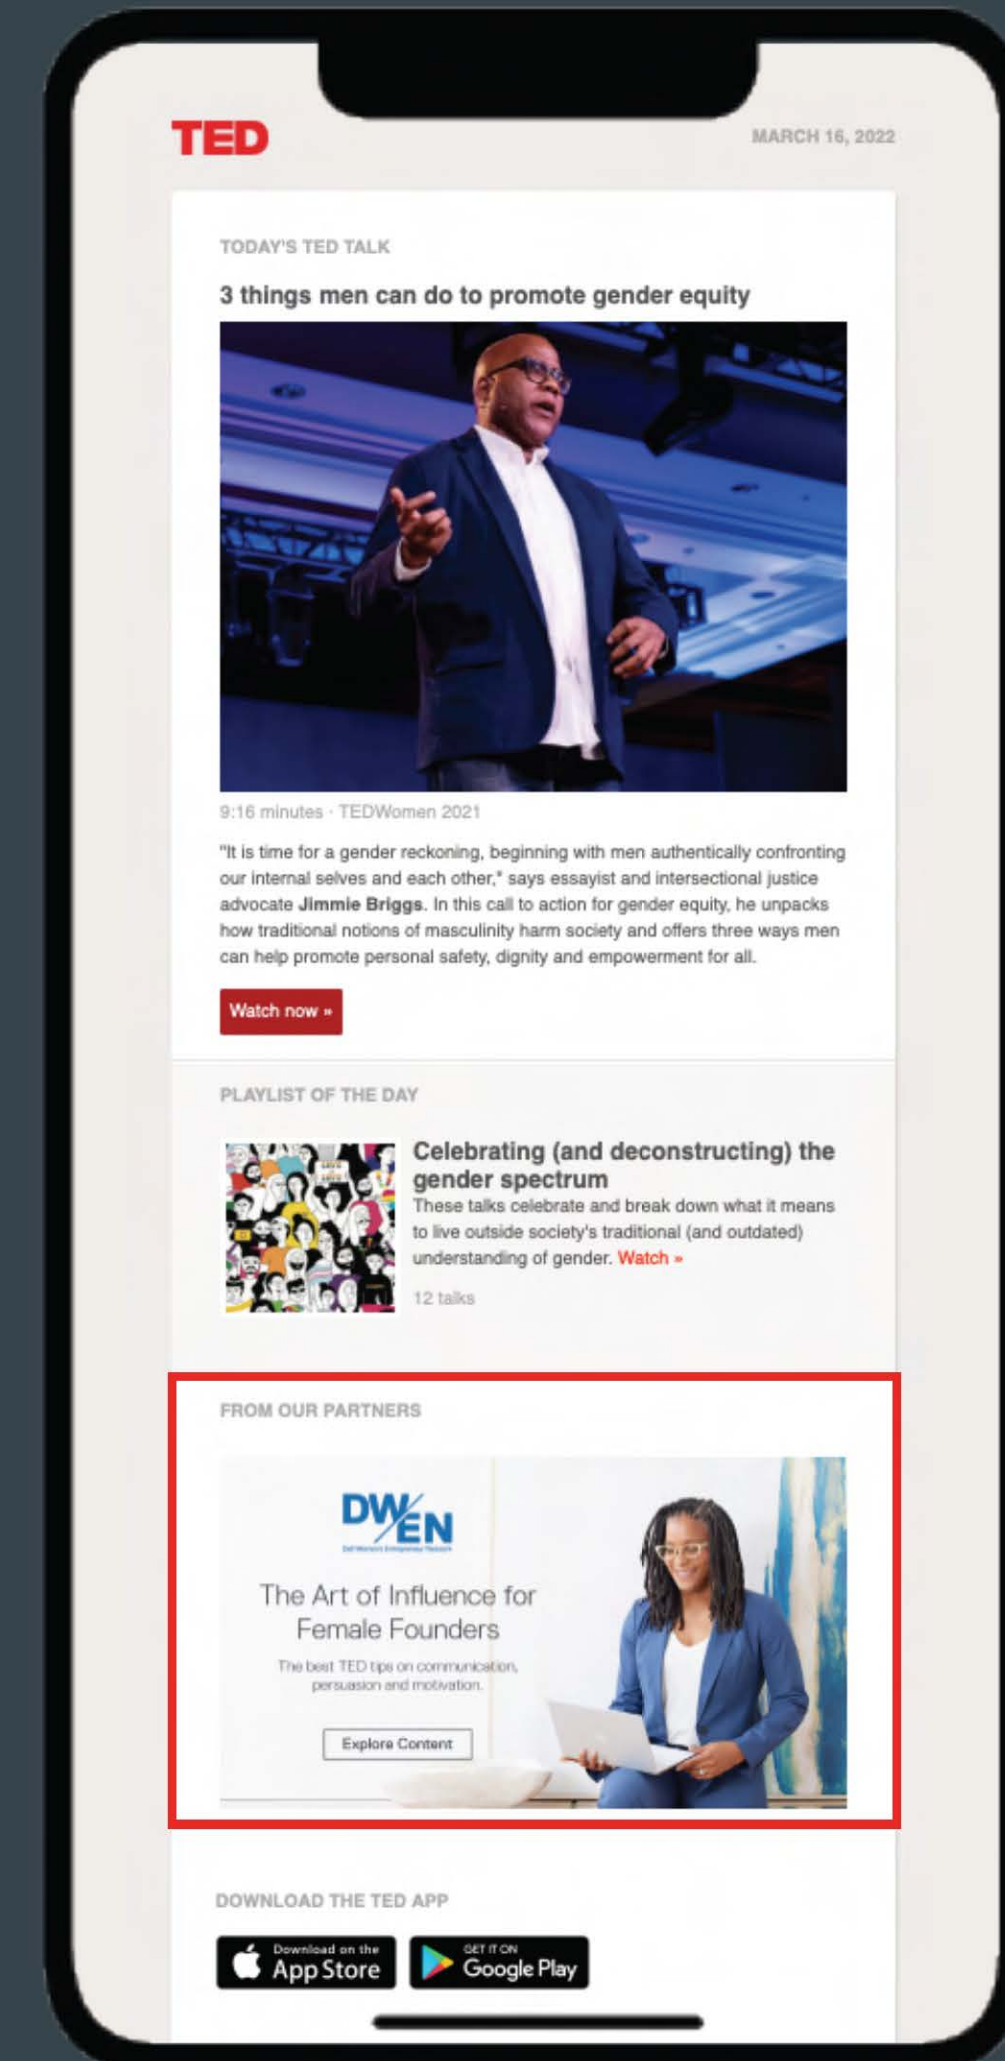 TED
MARCH 16, 2022
TODAY'S TED TALK
3 things men can do to promote gender equity
9:16 minutes · TEDWomen 2021
"It is time for a gender reckoning, beginning with men authentically confronting
our internal selves and each other," says essayist and intersectional justice
advocate Jimmie Briggs. In this call to action for gender equity, he unpacks
how traditional notions of masculinity harm society and offers three ways men
can help promote personal safety, dignity and empowerment for all.
Watch now »
PLAYLIST OF THE DAY
Celebrating (and deconstructing) the
gender spectrum
These talks celebrate and break down what it means
to live outside society's traditional (and outdated)
understanding of gender. Watch »
12 talks
FROM OUR PARTNERS
DWEN
Dell Women's Entrepreneur Network
The Art of Influence for
Female Founders
The best TED tips on communication,
persuasion and motivation.
Explore Content
DOWNLOAD THE TED APP
Download on the
App Store
GET IT ON
Google Play